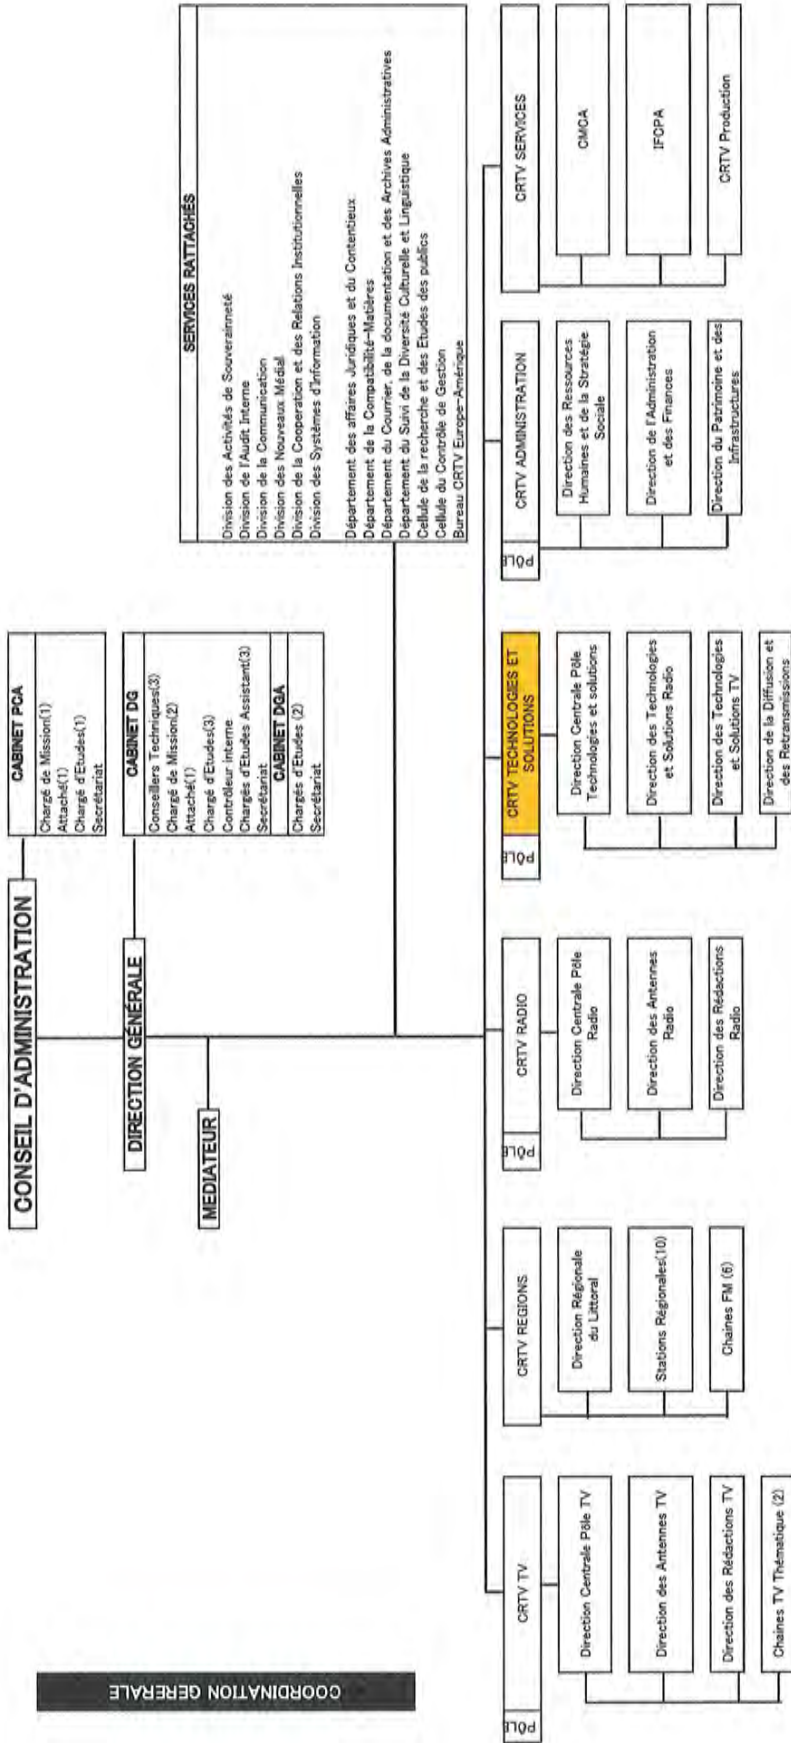 COORDINATION GERERALE
CONSEIL D'ADMINISTRATION
CABINET PCA
Chargé de Mission(1)
Attaché(1)
Chargé d'Etudes(1)
Secrétariat
DIRECTION GÉNÉRALE
CABINET DG
Conseillers Techniques(3)
Chargé de Mission(2)
Attaché(1)
Chargé d'Etudes(3)
Contrôleur interne
Chargés d'Etudes Assistant(3)
Secrétariat
CABINET DGA
Chargés d'Etudes (2)
Secrétariat
MEDIATEUR
SERVICES RATTACHÉS
Division des Activités de Souverainneté
Division de l'Audit Interne
Division de la Communication
Division des Nouveaux Médial
Division de la Cooperation et des Relations Institutionnelles
Division des Systèmes d'Information
Département des affaires Juridiques et du Contentieux
Département de la Compatibilité-Matières
Département du Courrier, de la documentation et des Archives Administratives
Département du Suivi de la Diversité Culturelle et Linguistique
Cellule de la recherche et des Etudes des publics
Cellule du Contrôle de Gestion
Bureau CRTV Europe-Amérique
PÔLE
CRTV TV
Direction Centrale Pôle TV
Direction des Antennes TV
Direction des Rédactions TV
Chaines TV Thématique (2)
CRTV REGIONS
Direction Régionale
du Littoral
Stations Régionales(10)
Chaines FM (6)
PÔLE
CRTV RADIO
Direction Centrale Pôle
Radio
Direction des Antennes
Radio
Direction des Rédactions
Radio
PÔLE
CRTV TECHNOLOGIES ET
SOLUTIONS
Direction Centrale Pôle
Technologies et solutions
Direction des Technologies
et Solutions Radio
Direction des Technologies
et Solutions TV
Direction de la Diffusion et
des Retransmissions
PÔLE
CRTV ADMINISTRATION
Direction des Ressources
Humaines et de la Stratégie
Sociale
Direction de l'Administration
et des Finances
Direction du Patrimoine et des
Infrastructures
CRTV SERVICES
CMCA
IFCPA
CRTV Production